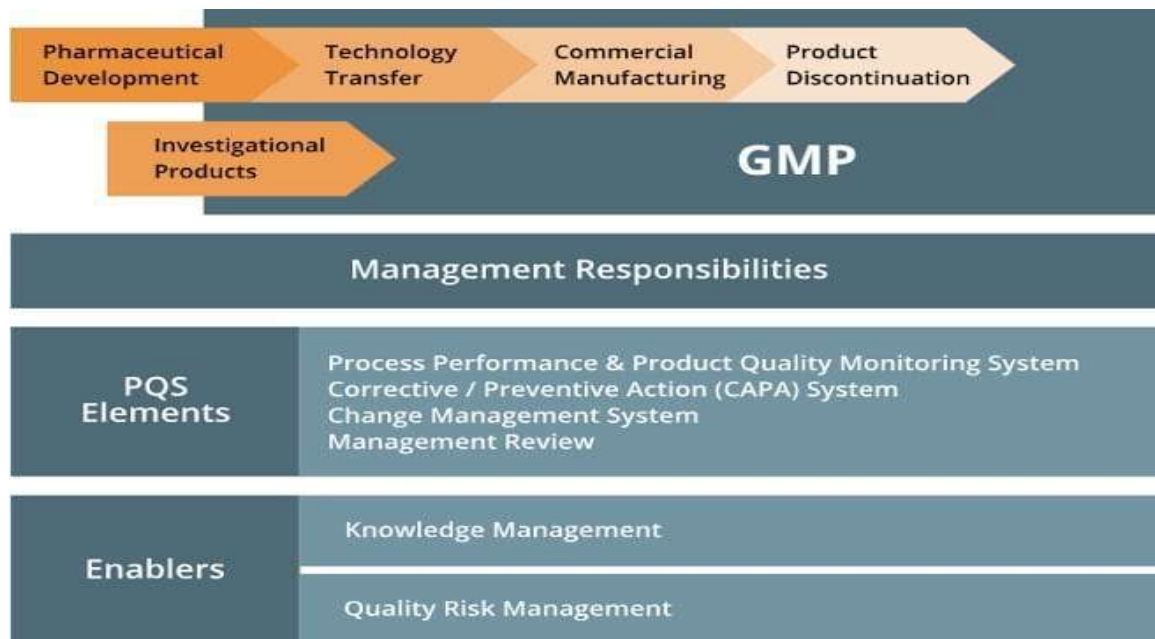 Pharmaceutical
Development
Technology
Transfer
Commercial
Manufacturing
Product
Discontinuation
Investigational
Products
GMP
Management Responsibilities
PQS
Elements
Process Performance & Product Quality Monitoring System
Corrective / Preventive Action (CAPA) System
Change Management System
Management Review
Enablers
Knowledge Management
Quality Risk Management